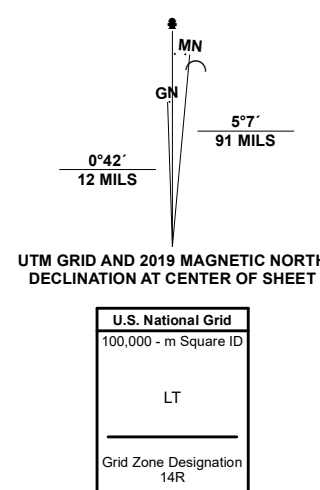 MN
GN
5°7´
91 MILS
0°42´
12 MILS
UTM GRID AND 2019 MAGNETIC NORTH
DECLINATION AT CENTER OF SHEET
U.S. National Grid
100,000 - m Square ID
LT
Grid Zone Designation
14R